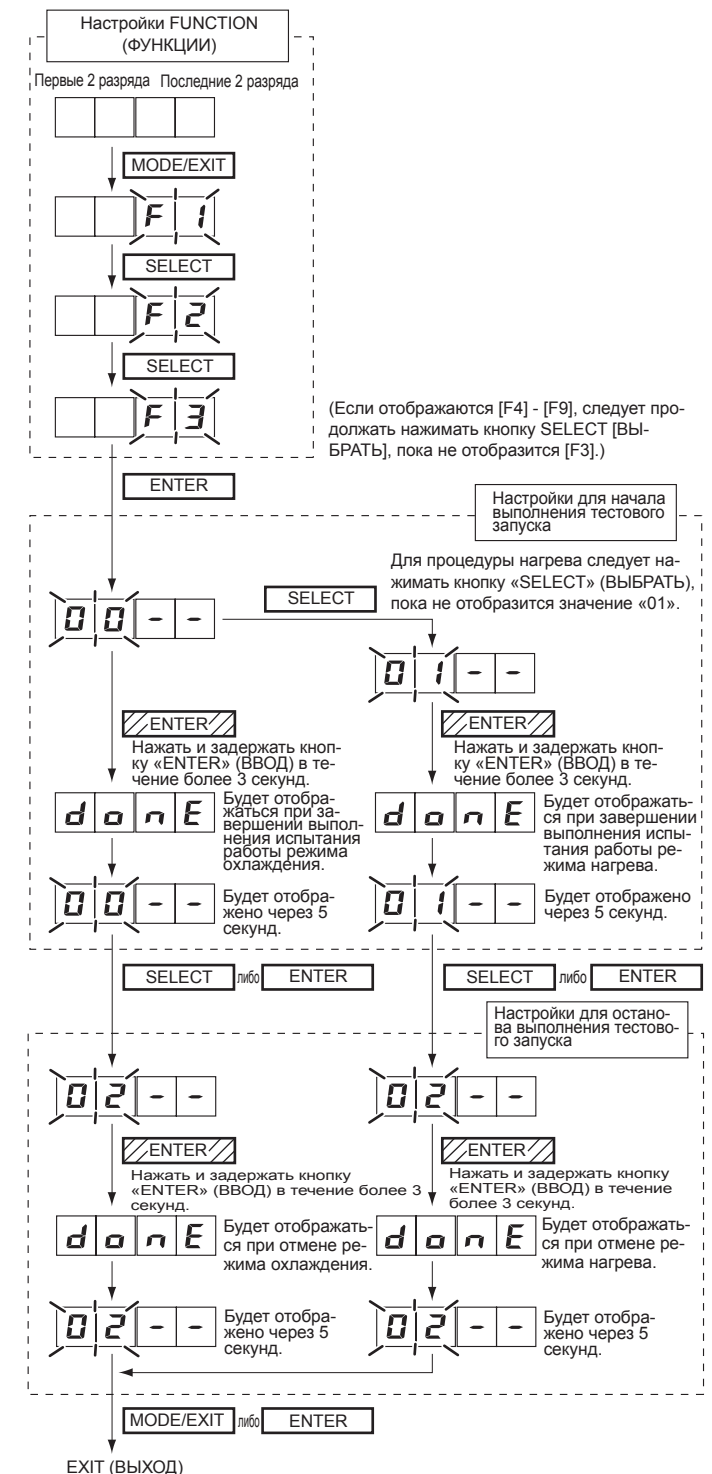 Настройки FUNCTION
(ФУНКЦИИ)
Первые 2 разряда Последние 2 разряда
MODE/EXIT
F 1
SELECT
F 2
SELECT
F 3
(Если отображаются [F4] - [F9], следует про-
должать нажимать кнопку SELECT [ВЫ-
БРАТЬ], пока не отобразится [F3].)
ENTER
Настройки для начала
выполнения тестового
запуска
Для процедуры нагрева следует на-
жимать кнопку «SELECT» (ВЫБРАТЬ),
пока не отобразится значение «01».
SELECT
0 0 - -
0 1 - -
ENTER
Нажать и задержать кноп-
ку «ENTER» (ВВОД) в те-
чение более 3 секунд.
ENTER
Нажать и задержать кноп-
ку «ENTER» (ВВОД) в те-
чение более 3 секунд.
d o n E
Будет отобра-
жаться при за-
вершении выпол-
нения испытания
работы режима
охлаждения.
d o n E
Будет отображать-
ся при завершении
выполнения испы-
тания работы ре-
жима нагрева.
0 0 - -
Будет отобра-
жено через 5
секунд.
0 1 - -
Будет отображено
через 5 секунд.
SELECT либо ENTER
SELECT либо ENTER
Настройки для остано-
ва выполнения тестово-
го запуска
0 2 - -
0 2 - -
ENTER
Нажать и задержать кнопку
«ENTER» (ВВОД) в течение более 3
секунд.
ENTER
Нажать и задержать кнопку
«ENTER» (ВВОД) в течение
более 3 секунд.
d o n E
Будет отображать-
ся при отмене ре-
жима охлаждения.
d o n E
Будет отображать-
ся при отмене ре-
жима нагрева.
0 2 - -
Будет отобра-
жено через 5
секунд.
0 2 - -
Будет отобра-
жено через 5
секунд.
MODE/EXIT либо ENTER
EXIT (ВЫХОД)